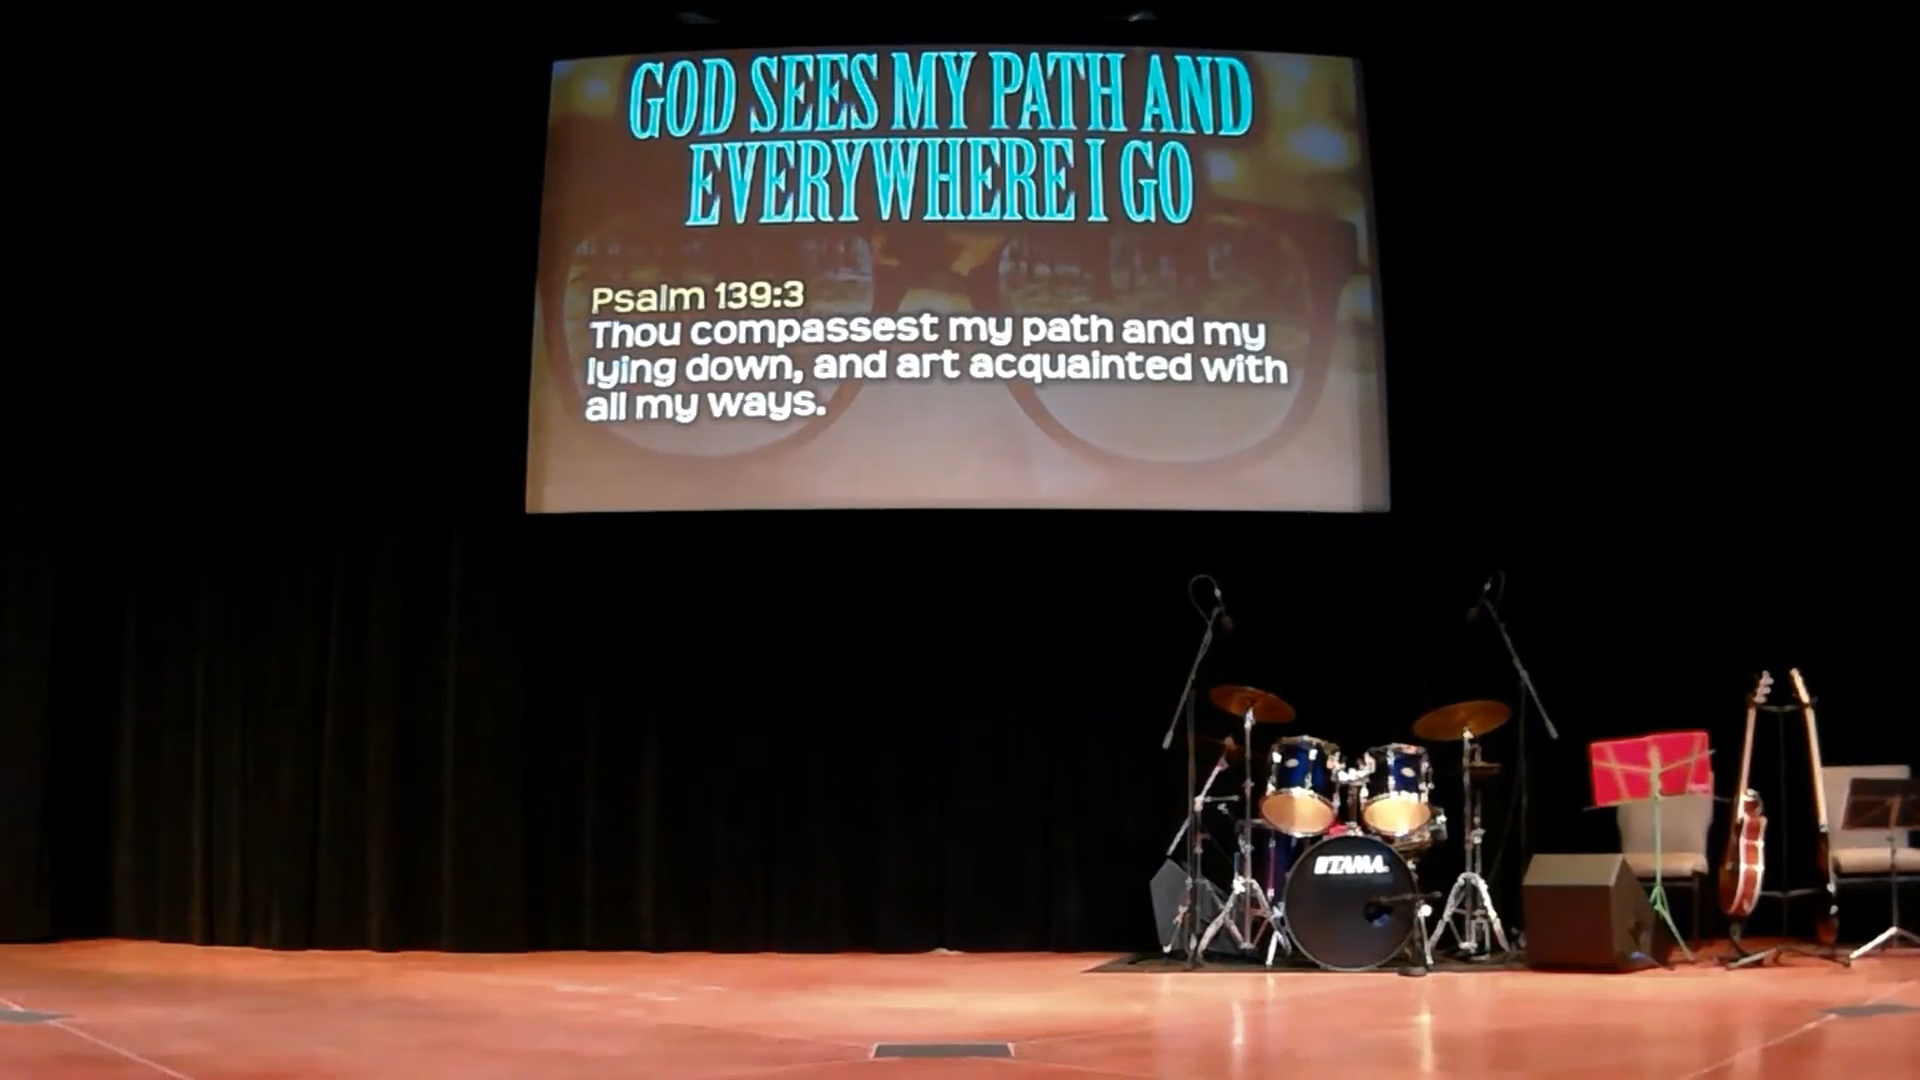 GOD SEES MY PATH AND
EVERYWHERE I GO
Psalm 139:3
Thou compassest my path and my
lying down, and art acquainted with
all my ways.
TAMA